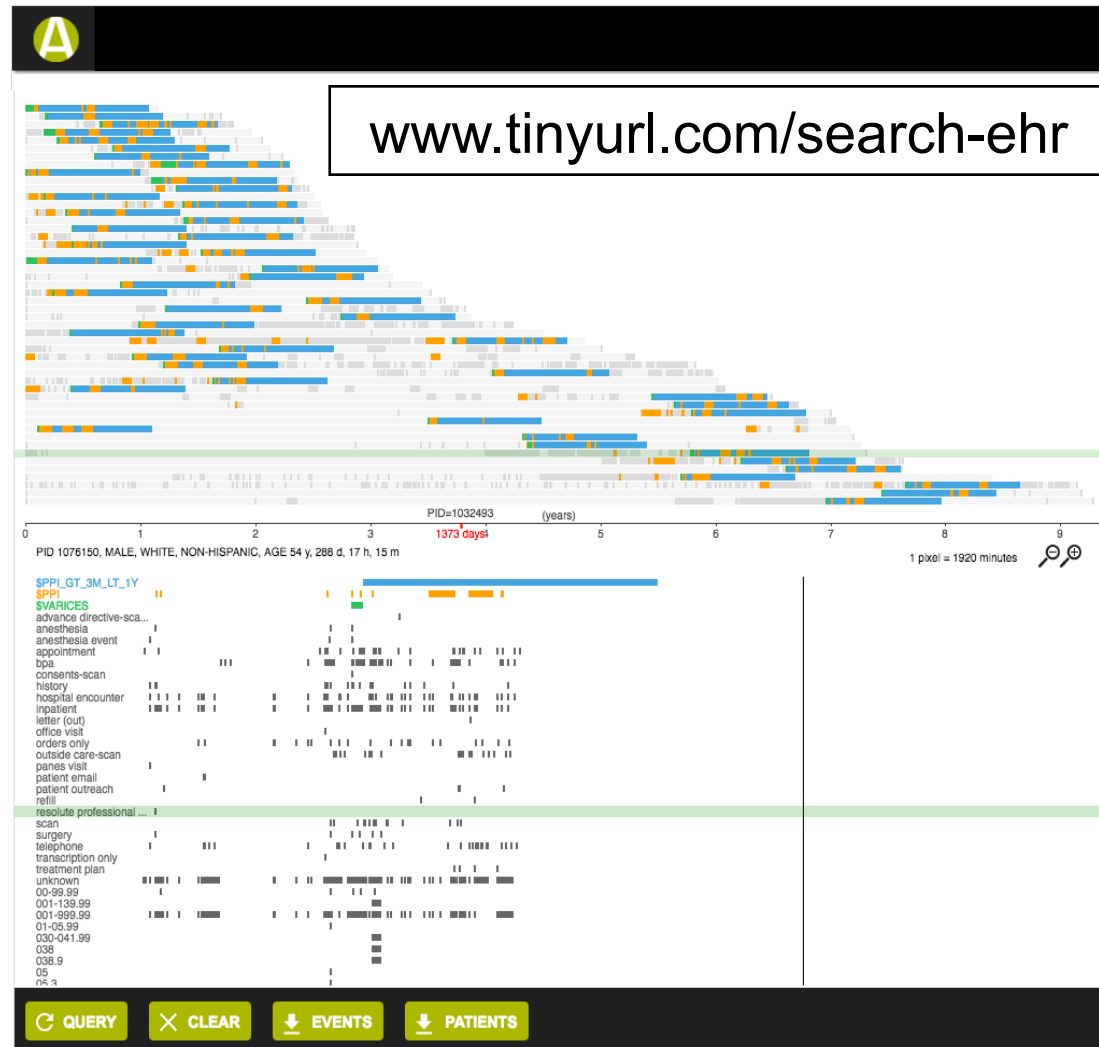 A
www.tinyurl.com/search-ehr
PID=1032493 (years)
0 1 2 3 4 5 6 7 8 9
1373 days
PID 1076150, MALE, WHITE, NON-HISPANIC, AGE 54 y, 288 d, 17 h, 15 m
1 pixel = 1920 minutes
$PPI_GT_3M_LT_1Y
$PPI
$VARICES
advance directive-sca...
anesthesia
anesthesia event
appointment
bpa
consents-scan
history
hospital encounter
inpatient
letter (out)
office visit
orders only
outside care-scan
panes visit
patient email
patient outreach
refill
resolute professional ...
scan
surgery
telephone
transcription only
treatment plan
unknown
00-99.99
001-139.99
001-999.99
01-05.99
030-041.99
038
038.9
05
05.3
QUERY CLEAR EVENTS PATIENTS